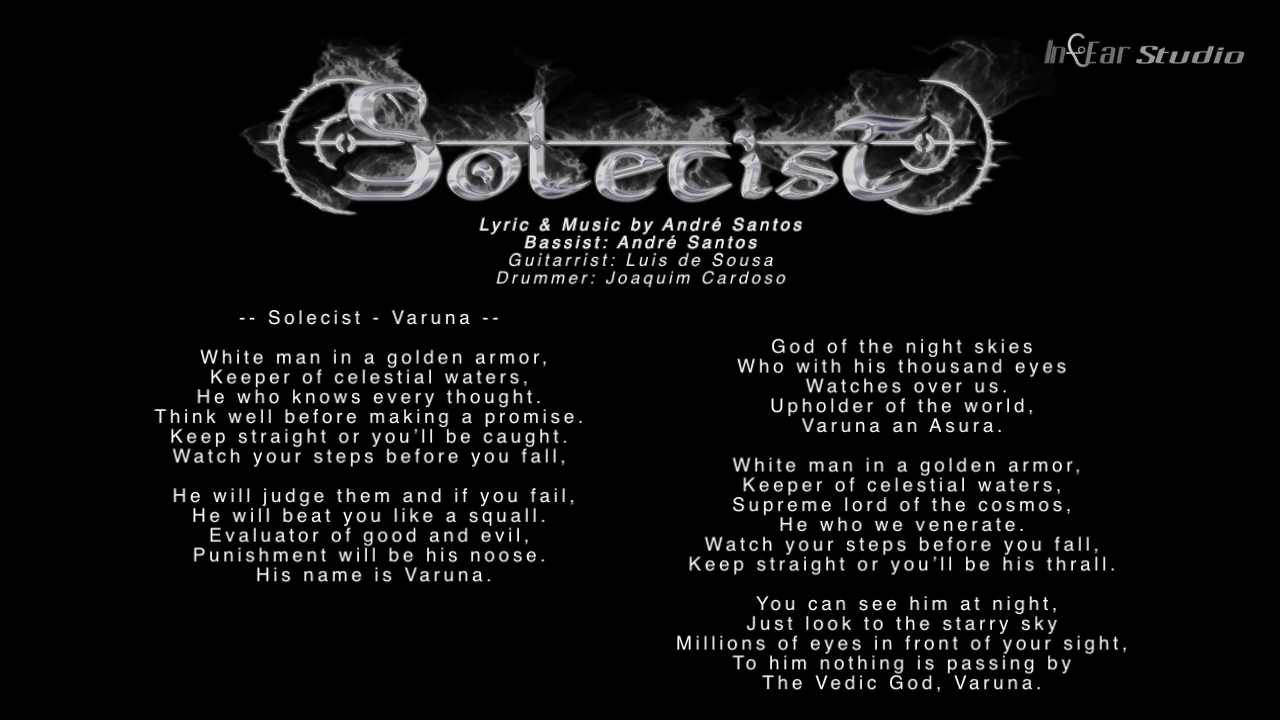 In Ear Studio
Solecist
Lyric & Music by André Santos
Bassist: André Santos
Guitarrist: Luis de Sousa
Drummer: Joaquim Cardoso
-- Solecist - Varuna --
White man in a golden armor,
Keeper of celestial waters,
He who knows every thought.
Think well before making a promise.
Keep straight or you’ll be caught.
Watch your steps before you fall,
He will judge them and if you fail,
He will beat you like a squall.
Evaluator of good and evil,
Punishment will be his noose.
His name is Varuna.
God of the night skies
Who with his thousand eyes
Watches over us.
Upholder of the world,
Varuna an Asura.
White man in a golden armor,
Keeper of celestial waters,
Supreme lord of the cosmos,
He who we venerate.
Watch your steps before you fall,
Keep straight or you’ll be his thrall.
You can see him at night,
Just look to the starry sky
Millions of eyes in front of your sight,
To him nothing is passing by
The Vedic God, Varuna.